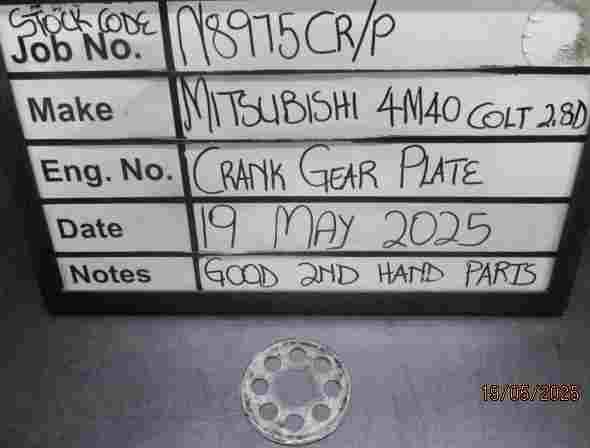 STOCK CODE
Job No. N8975CR/P
Make MITSUBISHI 4M40 COLT 2.8D
Eng. No. CRANK GEAR PLATE
Date 19 MAY 2025
Notes GOOD 2ND HAND PARTS
19/05/2025